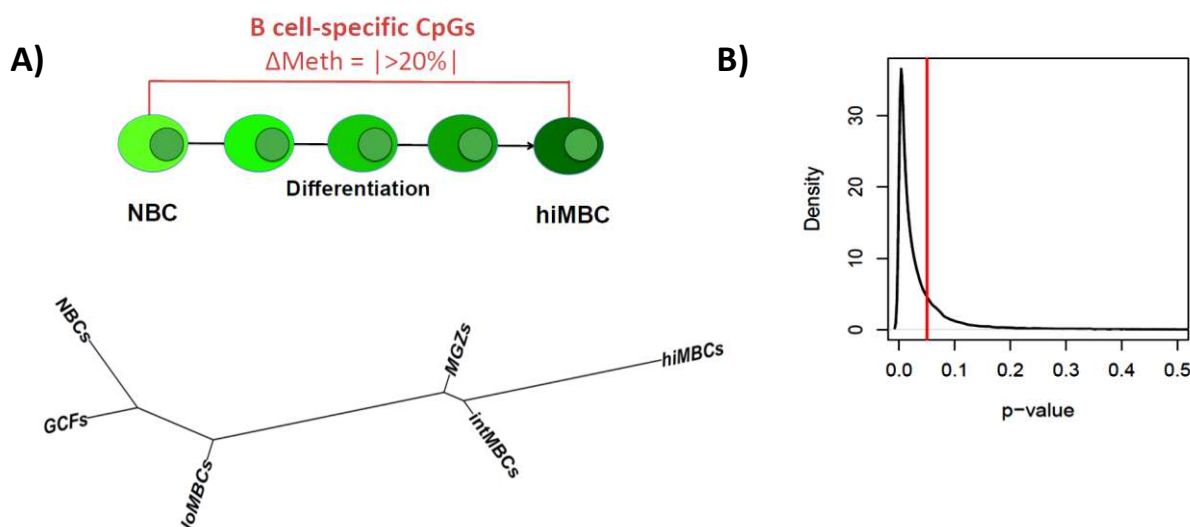 A)
B cell-specific CpGs
ΔMeth = |>20%|
Differentiation
NBC
hiMBC
NBCs
GCFs
loMBCs
MGZs
intMBCs
hiMBCs
B)
Density
0
10
20
30
0.0 0.1 0.2 0.3 0.4 0.5
p-value